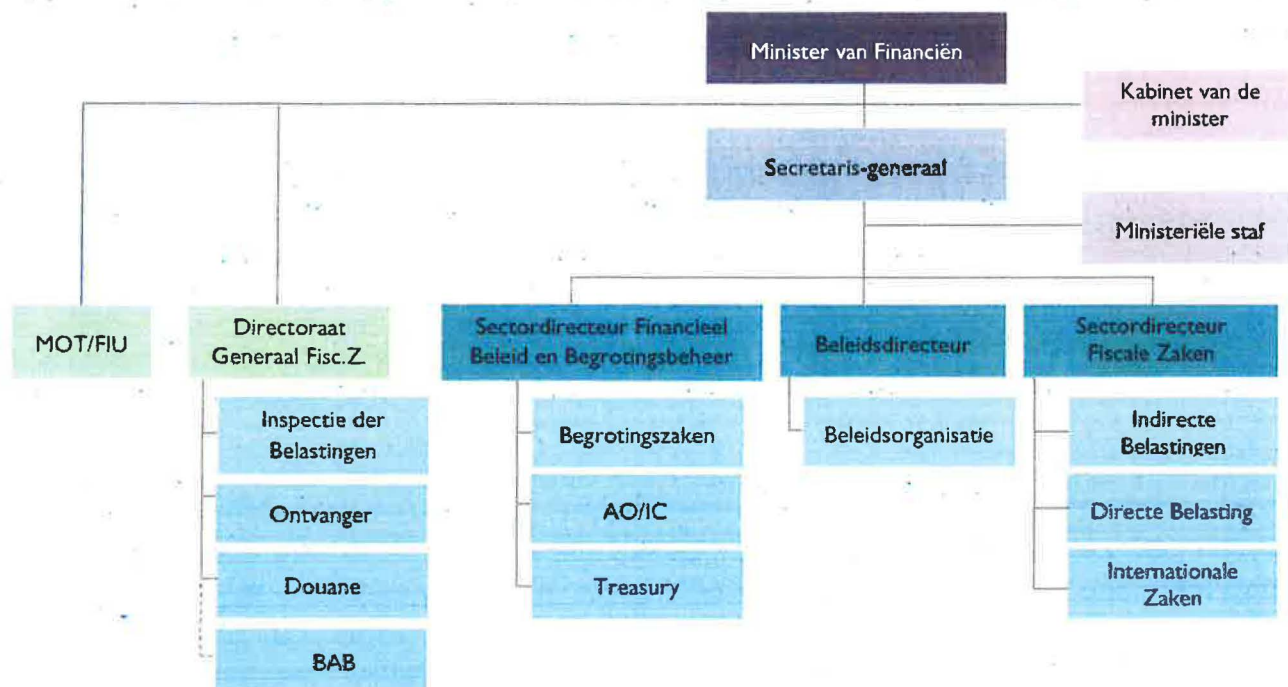 Minister van Financiën
Kabinet van de
minister
Secretaris-generaal
Ministeriële staf
MOT/FIU
Directoraat
Generaal Fisc.Z.
Sectordirecteur Financieel
Beleid en Begrotingsbeheer
Beleidsdirecteur
Sectordirecteur
Fiscale Zaken
Inspectie der
Belastingen
Ontvanger
Douane
BAB
Begrotingszaken
AO/IC
Treasury
Beleidsorganisatie
Indirecte
Belastingen
Directe Belasting
Internationale
Zaken